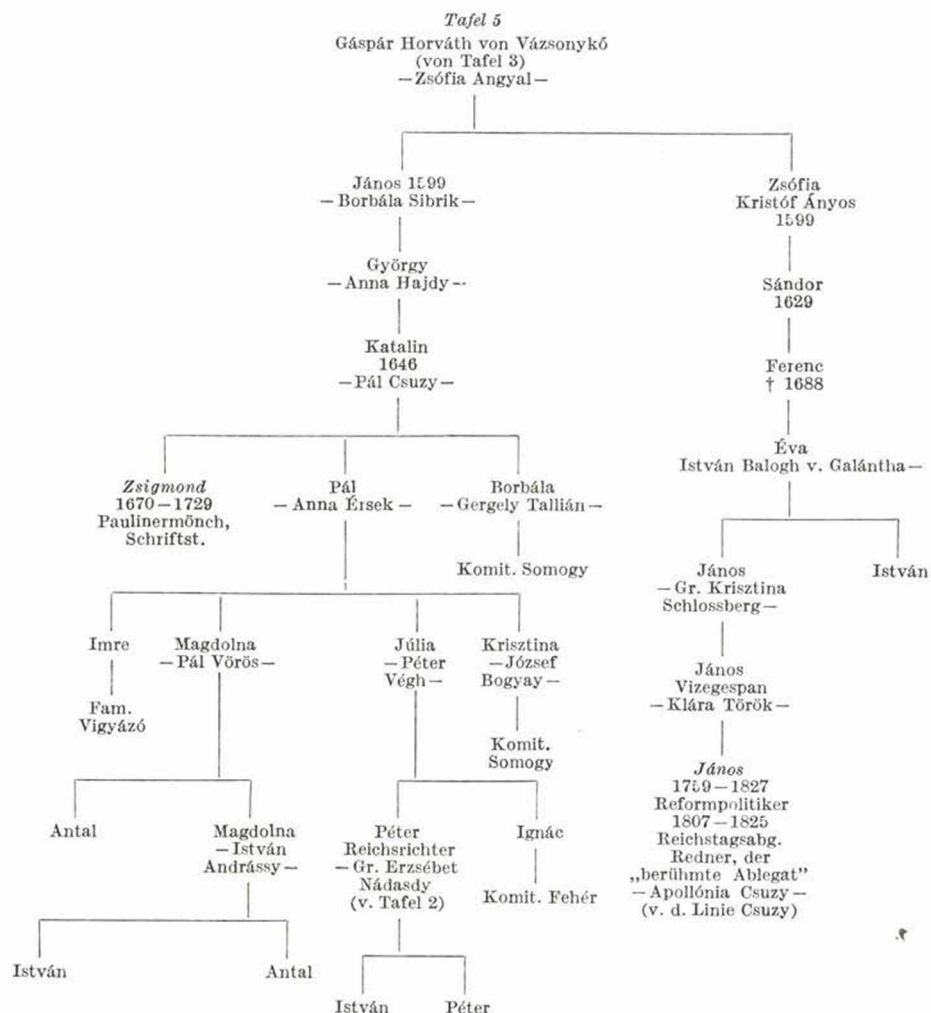 Tafel 5
Gáspár Horváth von Vázsonykő
(von Tafel 3)
—Zsófia Angyal—
János 1599
—Borbála Sibrik—
Zsófia
Kristóf Ányos
1599
György
—Anna Hajdy—
Sándor
1629
Katalin
1646
—Pál Csuzy—
Ferenc
† 1688
Éva
István Balogh v. Galántha—
Zsigmond
1670—1729
Paulinermönch,
Schriftst.
Pál
—Anna Érsek—
Borbála
—Gergely Tallián—
Komit. Somogy
János
—Gr. Krisztina
Schlossberg—
István
Imre
Fam.
Vigyázó
Magdolna
—Pál Vörös—
Júlia
—Péter
Végh—
Krisztina
—József
Bogyay—
Komit.
Somogy
János
Vizegespan
—Klára Török—
Antal
Magdolna
—István
Andrássy—
Péter
Reichsrichter
—Gr. Erzsébet
Nádasdy
(v. Tafel 2)
Ignác
Komit. Fehér
János
1759—1827
Reformpolitiker
1807—1825
Reichstagsabg.
Redner, der
„berühmte Ablegat”
—Apollónia Csuzy—
(v. d. Linie Csuzy)
István
Antal
István
Péter